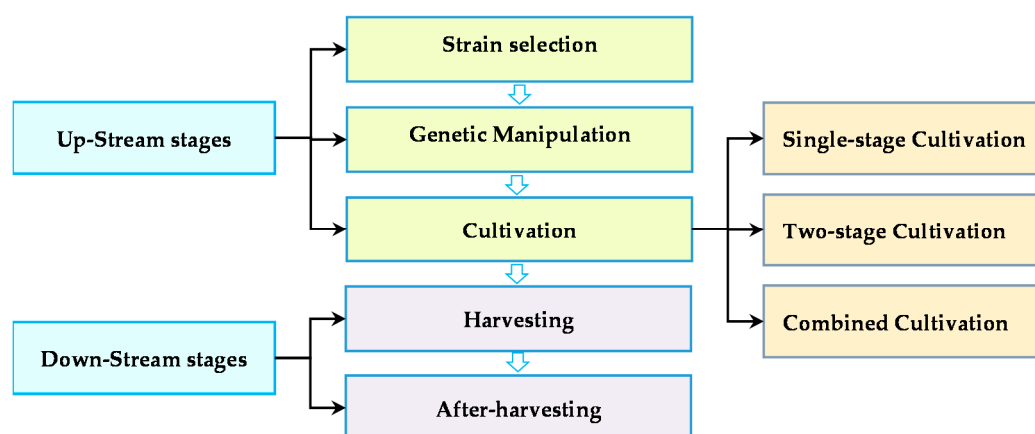 Strain selection
Up-Stream stages
Genetic Manipulation
Single-stage Cultivation
Cultivation
Two-stage Cultivation
Harvesting
Combined Cultivation
Down-Stream stages
After-harvesting